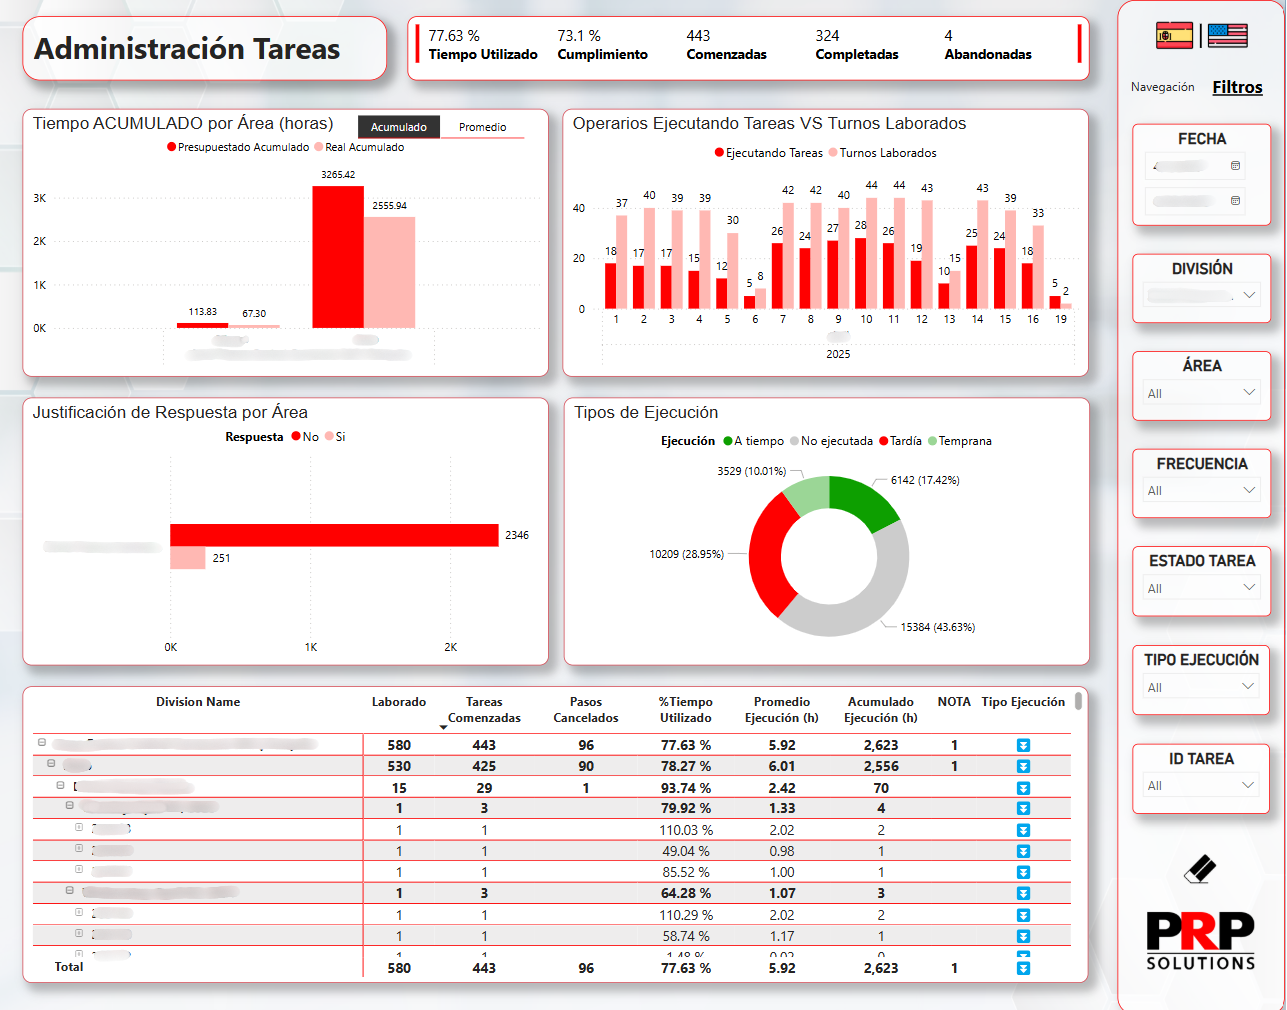 Administración Tareas
77.63 % 73.1 % 443 324 4
Tiempo Utilizado Cumplimiento Comenzadas Completadas Abandonadas
Navegación Filtros
Tiempo ACUMULADO por Área (horas) Acumulado Promedio
Presupuestado Acumulado Real Acumulado
3265.42
2555.94
113.83
67.30
3K
2K
1K
0K
Operarios Ejecutando Tareas VS Turnos Laborados
Ejecutando Tareas Turnos Laborados
40
20
0
18 37 17 40 17 39 15 39 12 30 5 8 26 42 24 42 27 40 28 44 26 44 19 43 10 15 25 43 24 39 18 33 5 2
1 2 3 4 5 6 7 8 9 10 11 12 13 14 15 16 19
2025
Justificación de Respuesta por Área
Respuesta No Si
2346
251
0K 1K 2K
Tipos de Ejecución
Ejecución A tiempo No ejecutada Tardía Temprana
3529 (10.01%)
6142 (17.42%)
10209 (28.95%)
15384 (43.63%)
Division Name Laborado Tareas Comenzadas Pasos Cancelados %Tiempo Utilizado Promedio Ejecución (h) Acumulado Ejecución (h) NOTA Tipo Ejecución
580 443 96 77.63 % 5.92 2,623 1
530 425 90 78.27 % 6.01 2,556 1
15 29 1 93.74 % 2.42 70
1 3 79.92 % 1.33 4
1 1 110.03 % 2.02 2
1 1 49.04 % 0.98 1
1 1 85.52 % 1.00 1
1 3 64.28 % 1.07 3
1 1 110.29 % 2.02 2
1 1 58.74 % 1.17 1
Total 580 443 96 77.63 % 5.92 2,623 1
FECHA
DIVISIÓN
ÁREA
All
FRECUENCIA
All
ESTADO TAREA
All
TIPO EJECUCIÓN
All
ID TAREA
All
PRP
SOLUTIONS